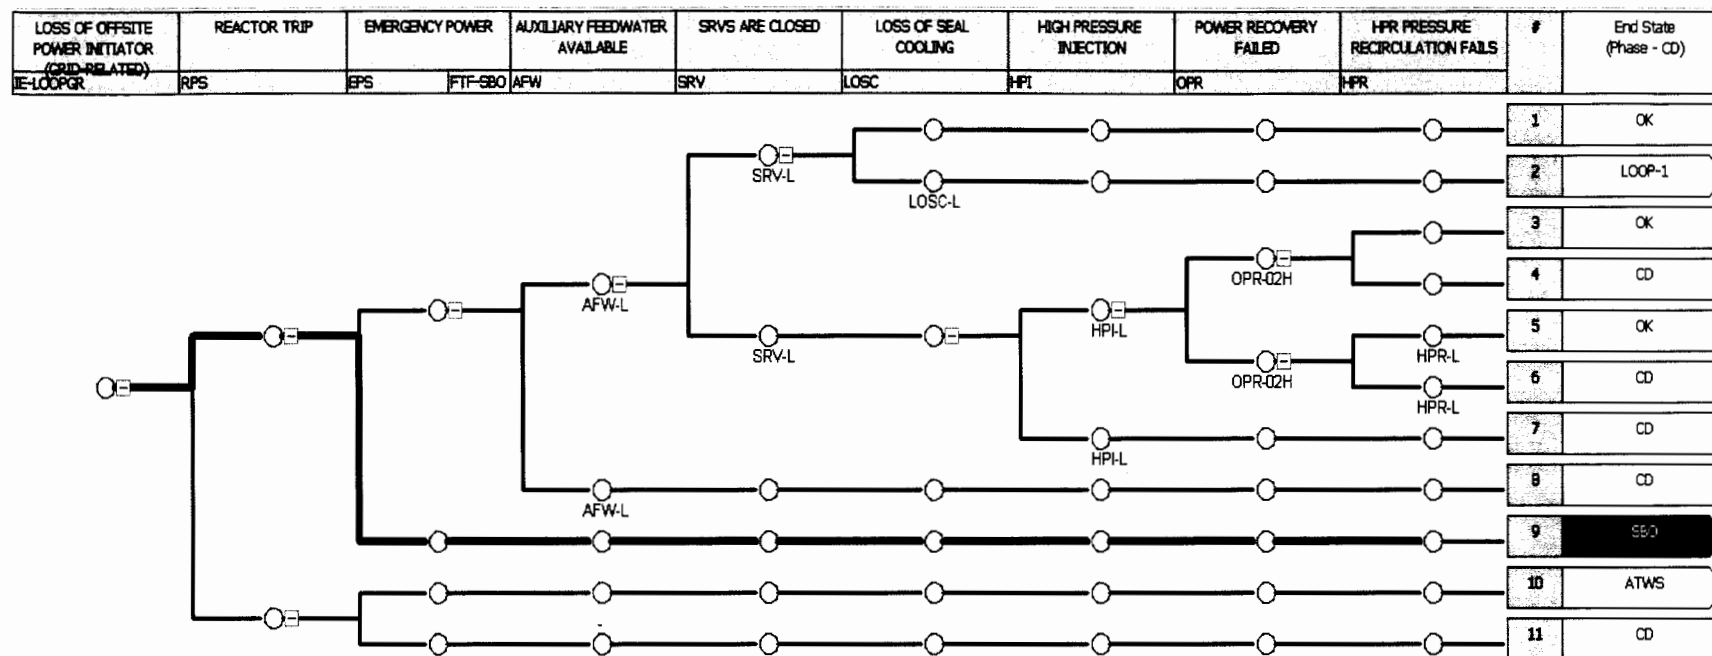 LOSS OF OFFSITE
POWER INITIATOR
(GRID-RELATED)
REACTOR TRIP
EMERGENCY POWER
AUXILIARY FEEDWATER
AVAILABLE
SRVS ARE CLOSED
LOSS OF SEAL
COOLING
HIGH PRESSURE
INJECTION
POWER RECOVERY
FAILED
HPR PRESSURE
RECIRCULATION FAILS
#
End State
(Phase - CD)
IE-LOOPGR
RPS
EPS
FTF-SBO
AFW
SRV
LOSC
HPI
OPR
HPR
1
OK
SRV-L
2
LOOP-1
LOSC-L
3
OK
OPR-02H
4
CD
AFW-L
HPI-L
5
OK
SRV-L
HPR-L
OPR-02H
6
CD
HPR-L
7
CD
HPI-L
8
CD
AFW-L
9
SBO
10
ATWS
11
CD